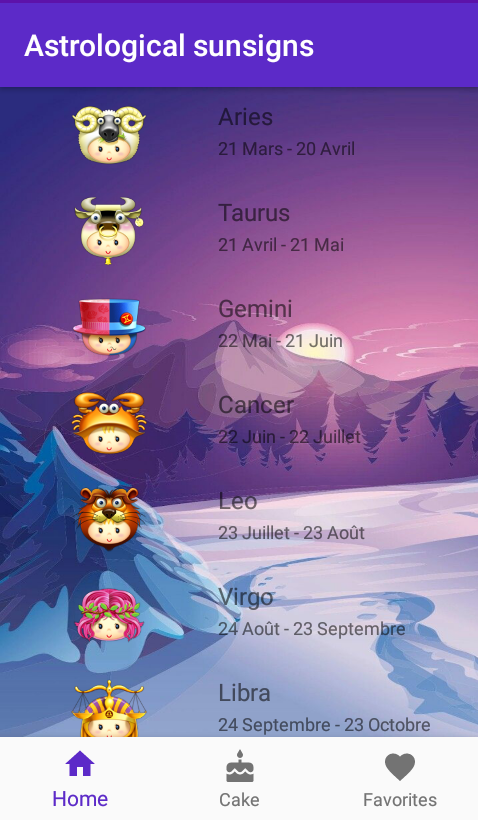 Astrological sunsigns
Aries
21 Mars - 20 Avril
Taurus
21 Avril - 21 Mai
Gemini
22 Mai - 21 Juin
Cancer
22 Juin - 22 Juillet
Leo
23 Juillet - 23 Août
Virgo
24 Août - 23 Septembre
Libra
24 Septembre - 23 Octobre
Home
Cake
Favorites